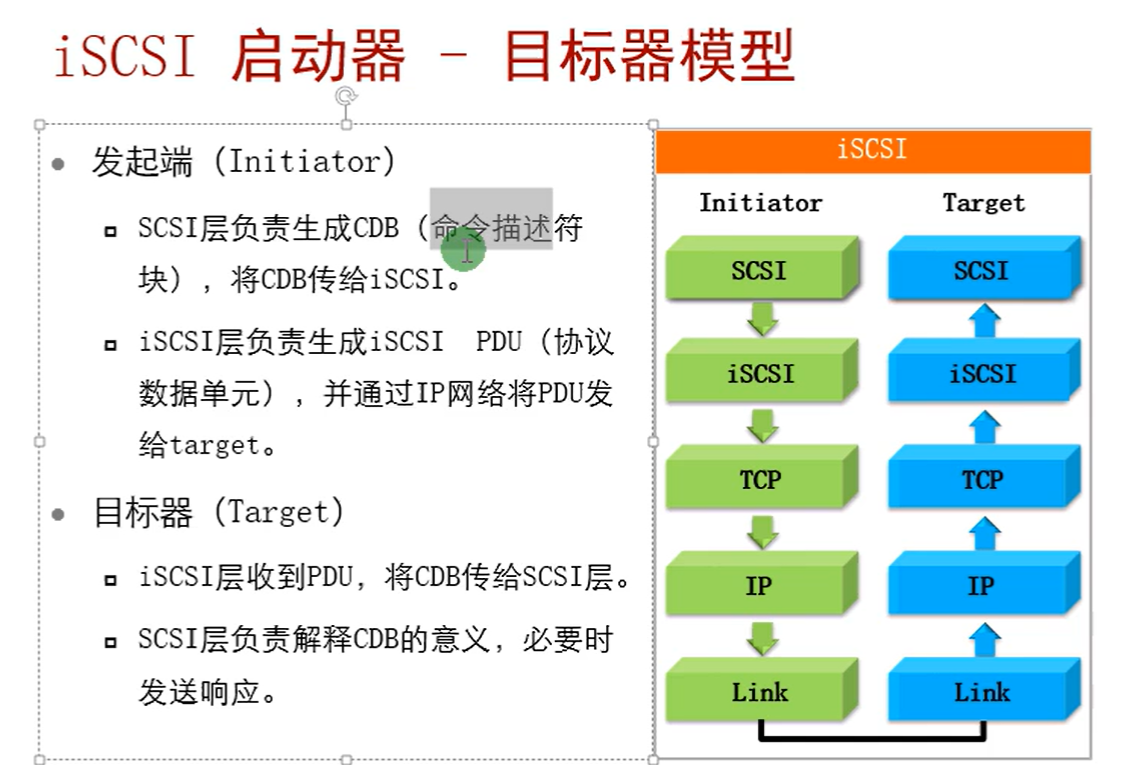 iSCSI 启动器 - 目标器模型
发起端（Initiator）
SCSI层负责生成CDB（命令描述符
块），将CDB传给iSCSI。
iSCSI层负责生成iSCSI PDU（协议
数据单元），并通过IP网络将PDU发
给target。
目标器（Target）
iSCSI层收到PDU，将CDB传给SCSI层。
SCSI层负责解释CDB的意义，必要时
发送响应。
iSCSI
Initiator Target
SCSI SCSI
iSCSI iSCSI
TCP TCP
IP IP
Link Link